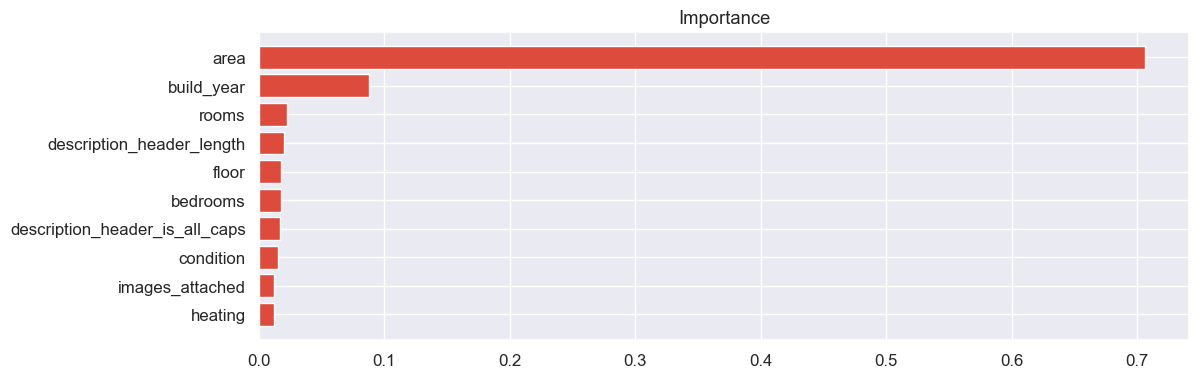 Importance
area
build_year
rooms
description_header_length
floor
bedrooms
description_header_is_all_caps
condition
images_attached
heating
0.0 0.1 0.2 0.3 0.4 0.5 0.6 0.7